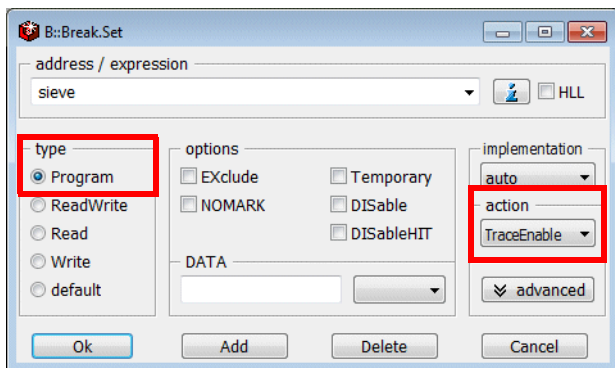 B::Break.Set
address / expression
sieve
HLL
type
Program
ReadWrite
Read
Write
default
options
EXclude
Temporary
NOMARK
DISable
DISableHIT
DATA
implementation
auto
action
TraceEnable
advanced
Ok
Add
Delete
Cancel